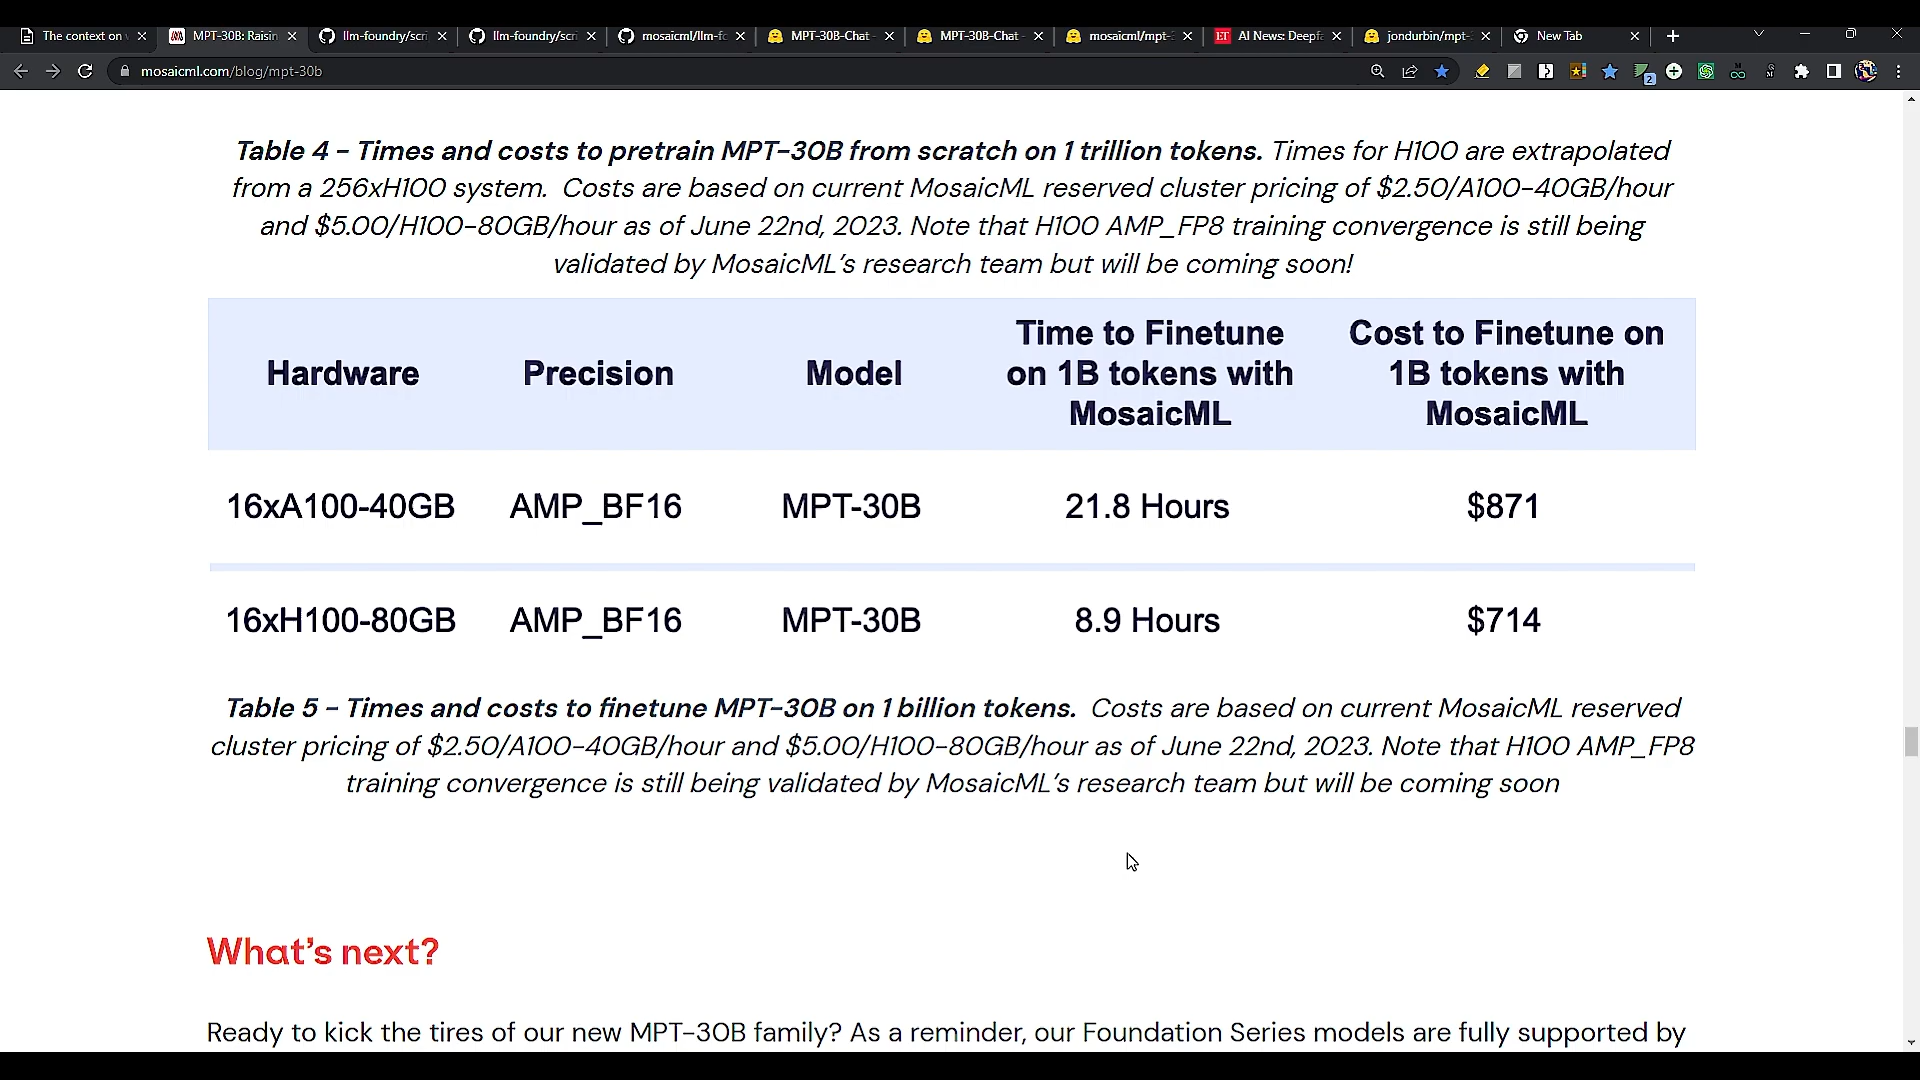 The context on
MPT-30B: Raisin
llm-foundry/scri
llm-foundry/scri
mosaicml/llm-fo
MPT-30B-Chat
MPT-30B-Chat
mosaicml/mpt-
AI News: Deepf
jondurbin/mpt-
New Tab
mosaicml.com/blog/mpt-30b
2
Table 4 – Times and costs to pretrain MPT-30B from scratch on 1 trillion tokens. Times for H100 are extrapolated
from a 256xH100 system. Costs are based on current MosaicML reserved cluster pricing of $2.50/A100-40GB/hour
and $5.00/H100-80GB/hour as of June 22nd, 2023. Note that H100 AMP_FP8 training convergence is still being
validated by MosaicML’s research team but will be coming soon!
Hardware Precision Model Time to Finetune on 1B tokens with MosaicML Cost to Finetune on 1B tokens with MosaicML
16xA100-40GB AMP_BF16 MPT-30B 21.8 Hours $871
16xH100-80GB AMP_BF16 MPT-30B 8.9 Hours $714
Table 5 – Times and costs to finetune MPT-30B on 1 billion tokens. Costs are based on current MosaicML reserved
cluster pricing of $2.50/A100-40GB/hour and $5.00/H100-80GB/hour as of June 22nd, 2023. Note that H100 AMP_FP8
training convergence is still being validated by MosaicML’s research team but will be coming soon
What’s next?
Ready to kick the tires of our new MPT-30B family? As a reminder, our Foundation Series models are fully supported by